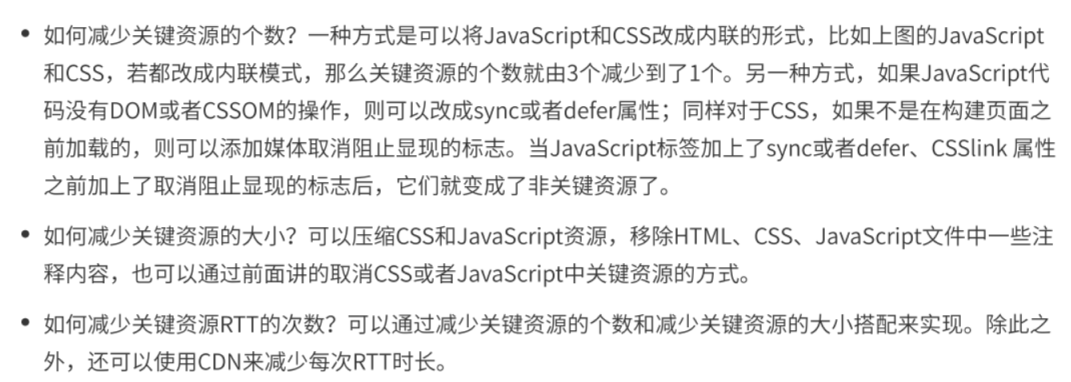 • 如何减少关键资源的个数？一种方式是可以将JavaScript和CSS改成内联的形式，比如上图的JavaScript
和CSS，若都改成内联模式，那么关键资源的个数就由3个减少到了1个。另一种方式，如果JavaScript代
码没有DOM或者CSSOM的操作，则可以改成sync或者defer属性；同样对于CSS，如果不是在构建页面之
前加载的，则可以添加媒体取消阻止显现的标志。当JavaScript标签加上了sync或者defer、CSSlink 属性
之前加上了取消阻止显现的标志后，它们就变成了非关键资源了。
• 如何减少关键资源的大小？可以压缩CSS和JavaScript资源，移除HTML、CSS、JavaScript文件中一些注
释内容，也可以通过前面讲的取消CSS或者JavaScript中关键资源的方式。
• 如何减少关键资源RTT的次数？可以通过减少关键资源的个数和减少关键资源的大小搭配来实现。除此之
外，还可以使用CDN来减少每次RTT时长。